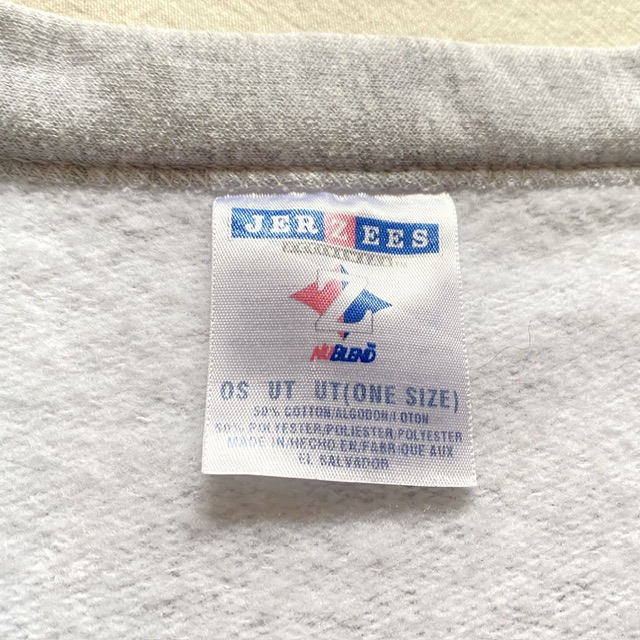 JERZEES
Z
NUBLEND™
OS UT UT(ONE SIZE)
50% COTTON/ALGODON/COTON
50% POLYESTER/POLIESTER/POLYESTER
MADE IN/HECHO EN/FABRIQUE AUX
EL SALVADOR